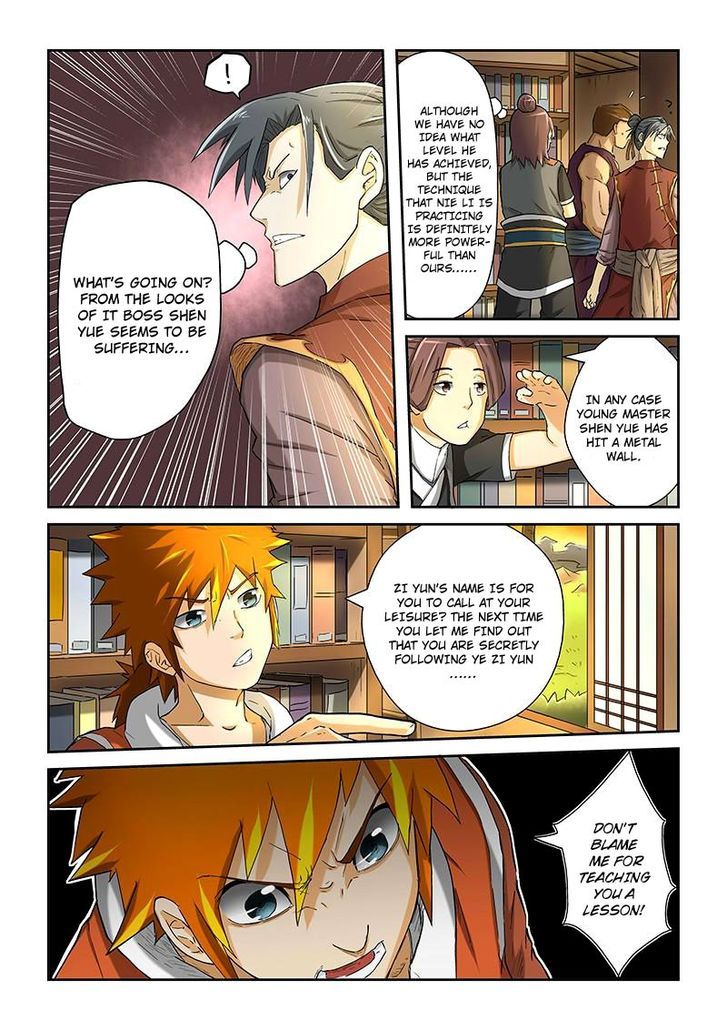 !
WHAT'S GOING ON?
FROM THE LOOKS
OF IT BOSS SHEN
YUE SEEMS TO BE
SUFFERING...
ALTHOUGH
WE HAVE NO
IDEA WHAT
LEVEL HE
HAS ACHIEVED,
BUT THE
TECHNIQUE
THAT NIE LI IS
PRACTICING
IS DEFINITELY
MORE POWER-
FUL THAN
OURS......
IN ANY CASE
YOUNG MASTER
SHEN YUE HAS
HIT A METAL
WALL.
ZI YUN'S NAME IS FOR
YOU TO CALL AT YOUR
LEISURE? THE NEXT TIME
YOU LET ME FIND OUT
THAT YOU ARE SECRETLY
FOLLOWING YE ZI YUN
......
DON'T
BLAME
ME FOR
TEACHING
YOU A
LESSON!